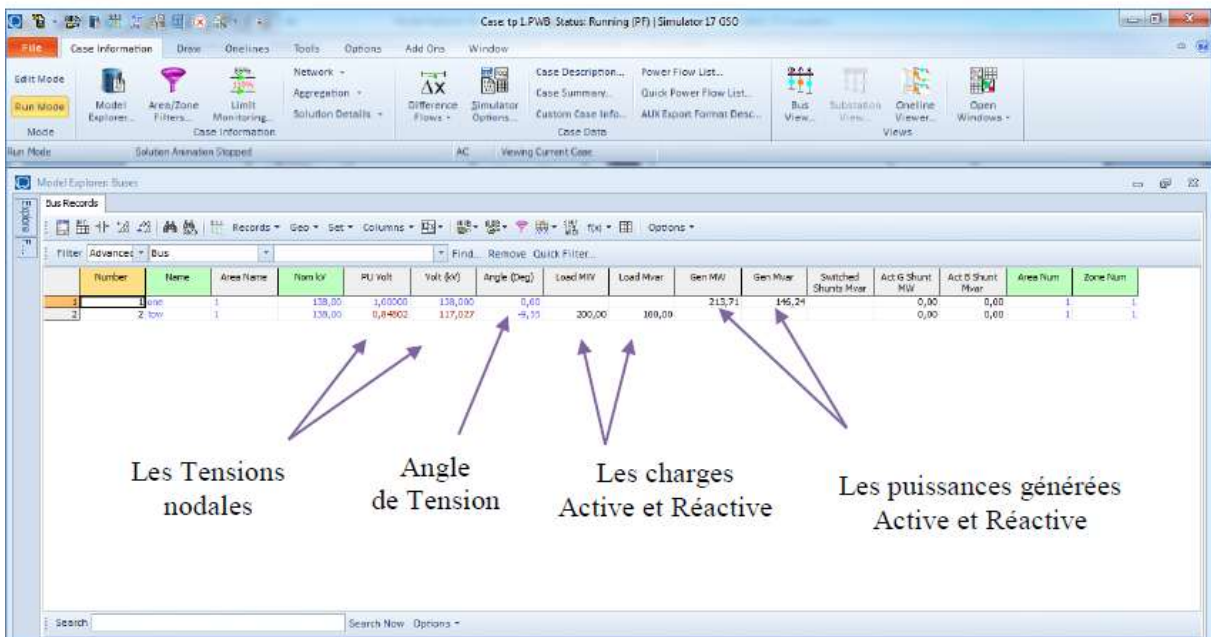 Case: tp 1.PWB Status: Running (PF) | Simulator 17 GSO
File Case Information Draw Onelines Tools Options Add Ons Window
Edit Mode
Run Mode
Mode
Model Explorer...
Area/Zone Filters...
Limit Monitoring...
Network
Aggregation
Solution Details
Case Information
Difference Flows
Simulator Options...
Case Description...
Case Summary...
Custom Case Info...
Power Flow List...
Quick Power Flow List...
AUX Export Format Desc...
Case Data
Bus View...
Substation View...
Oneline Viewer...
Open Windows
Views
Run Mode Solution Animation Stopped AC Viewing Current Case
Model Explorer: Buses
Explore
Bus Records
Records Geo Set Columns f(x) Options
Filter Advanced Bus Find... Remove Quick Filter...
Number Name Area Name Nom kV PU Volt Volt (kV) Angle (Deg) Load MW Load Mvar Gen MW Gen Mvar Switched Shunts Mvar Act G Shunt MW Act B Shunt Mvar Area Num Zone Num
1 1 one 1 138,00 1,00000 138,000 0,00 213,71 146,24 0,00 0,00 1 1
2 2 tow 1 138,00 0,84802 117,027 200,00 100,00 0,00 0,00 1 1
Les Tensions
nodales
Angle
de Tension
Les charges
Active et Réactive
Les puissances générées
Active et Réactive
Search Search Now Options